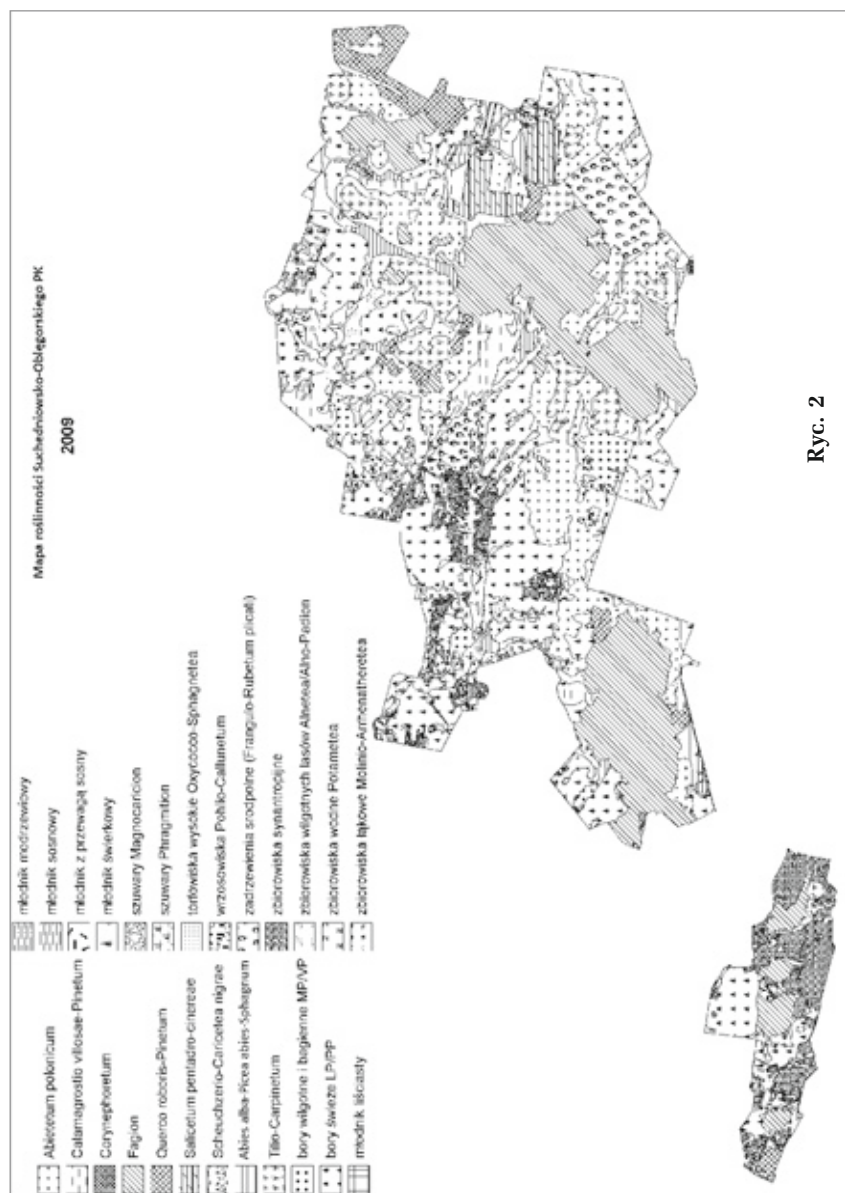 Mapa roślinności Suchedniowsko-Oblęgorskiego PK
2009
Abietetum polonicum
Calamagrostio villosae-Pinetum
Corynephoretum
Fagion
Querco roboris-Pinetum
Salicetum pentadro-cinereae
Scheuchzerio-Caricetea nigrae
Abies alba-Picea abies-Sphagnum
Tilio-Carpinetum
bory wilgotne i bagienne MP/VP
bory świeże LP/PP
młodnik liściasty
młodnik modrzewiowy
młodnik sosnowy
młodnik z przewagą sosny
młodnik świerkowy
szuwary Magnocaricion
szuwary Phragmition
torfowiska wysokie Oxycocco-Sphagnetea
wrzosowiska Pohlio-Callunetum
zadrzewienia śródpolne (Frangulo-Rubetum plicati)
zbiorowiska synantropijne
zbiorowiska wilgotnych lasów Alnetea/Alno-Padion
zbiorowiska wodne Potametea
zbiorowiska łąkowe Molinio-Arrhenatheretea
Ryc. 2